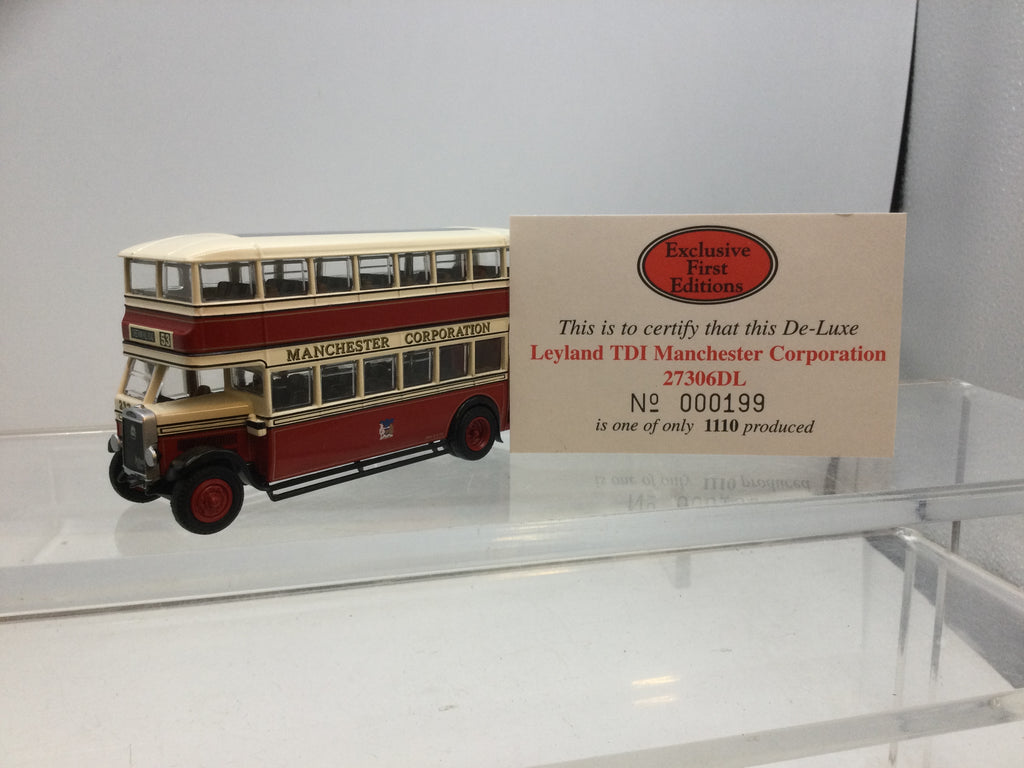 MANCHESTER CORPORATION
53
Exclusive
First
Editions
This is to certify that this De-Luxe
Leyland TDI Manchester Corporation
27306DL
Nº 000199
is one of only 1110 produced